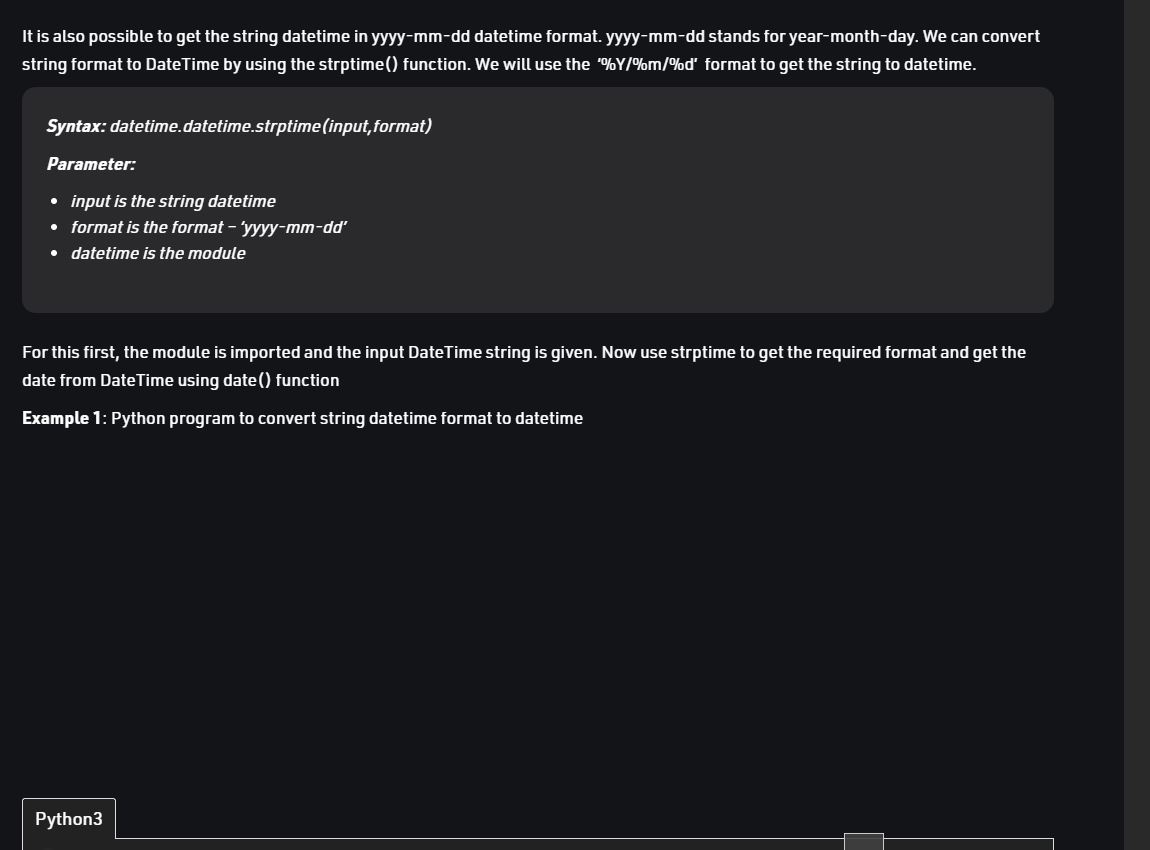 It is also possible to get the string datetime in yyyy-mm-dd datetime format. yyyy-mm-dd stands for year-month-day. We can convert
string format to DateTime by using the strptime() function. We will use the  ‘%Y/%m/%d’  format to get the string to datetime.
Syntax: datetime.datetime.strptime(input,format)
Parameter:
• input is the string datetime
• format is the format – ‘yyyy-mm-dd’
• datetime is the module
For this first, the module is imported and the input DateTime string is given. Now use strptime to get the required format and get the
date from DateTime using date() function
Example 1: Python program to convert string datetime format to datetime
Python3